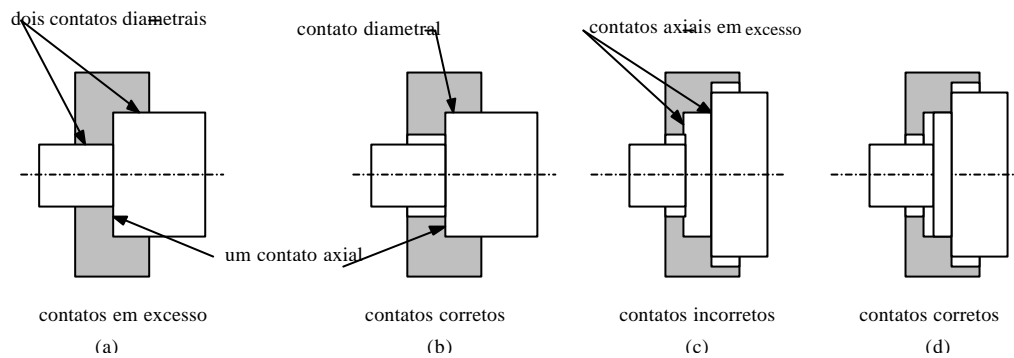 dois contatos diametrais
contato diametral
contatos axiais em excesso
um contato axial
contatos em excesso
contatos corretos
contatos incorretos
contatos corretos
(a)
(b)
(c)
(d)